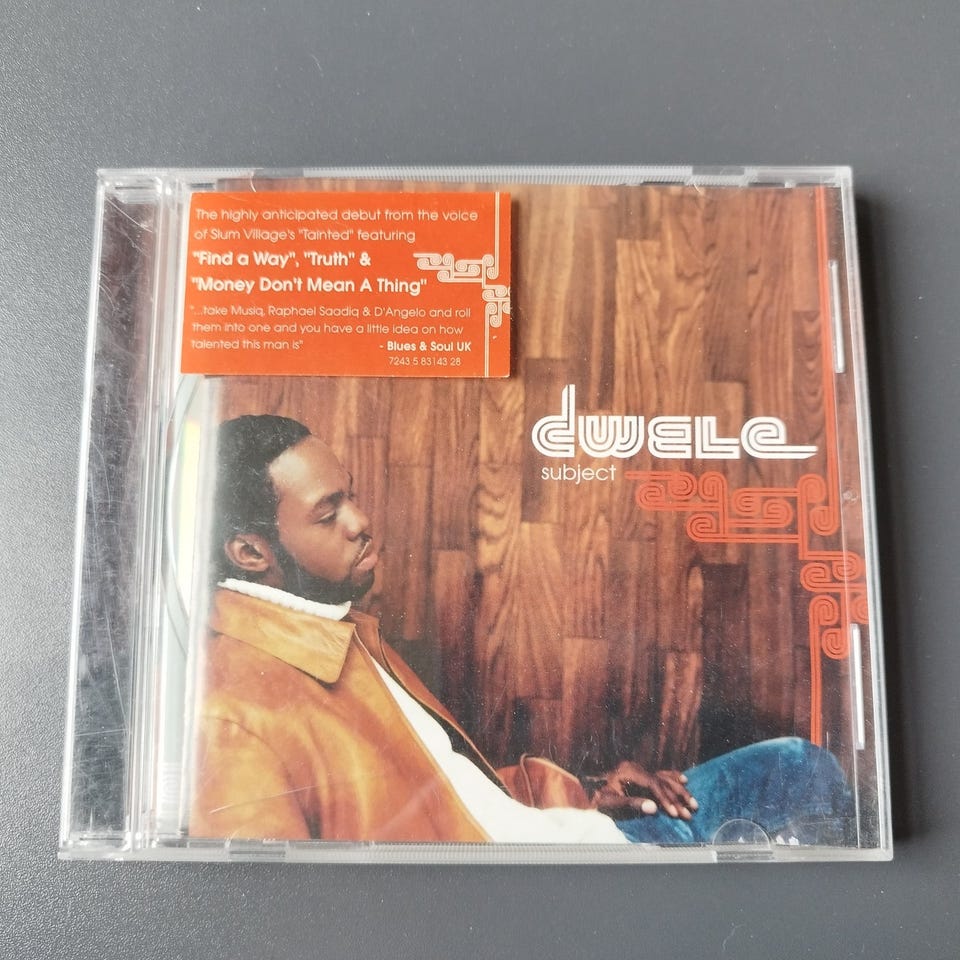 The highly anticipated debut from the voice
of Slum Village's "Tainted" featuring
"Find a Way", "Truth" &
"Money Don't Mean A Thing"
"...take Musiq, Raphael Saadiq & D'Angelo and roll
them into one and you have a little idea on how
talented this man is" - Blues & Soul UK
7243 5 83143 28
dwele
subject